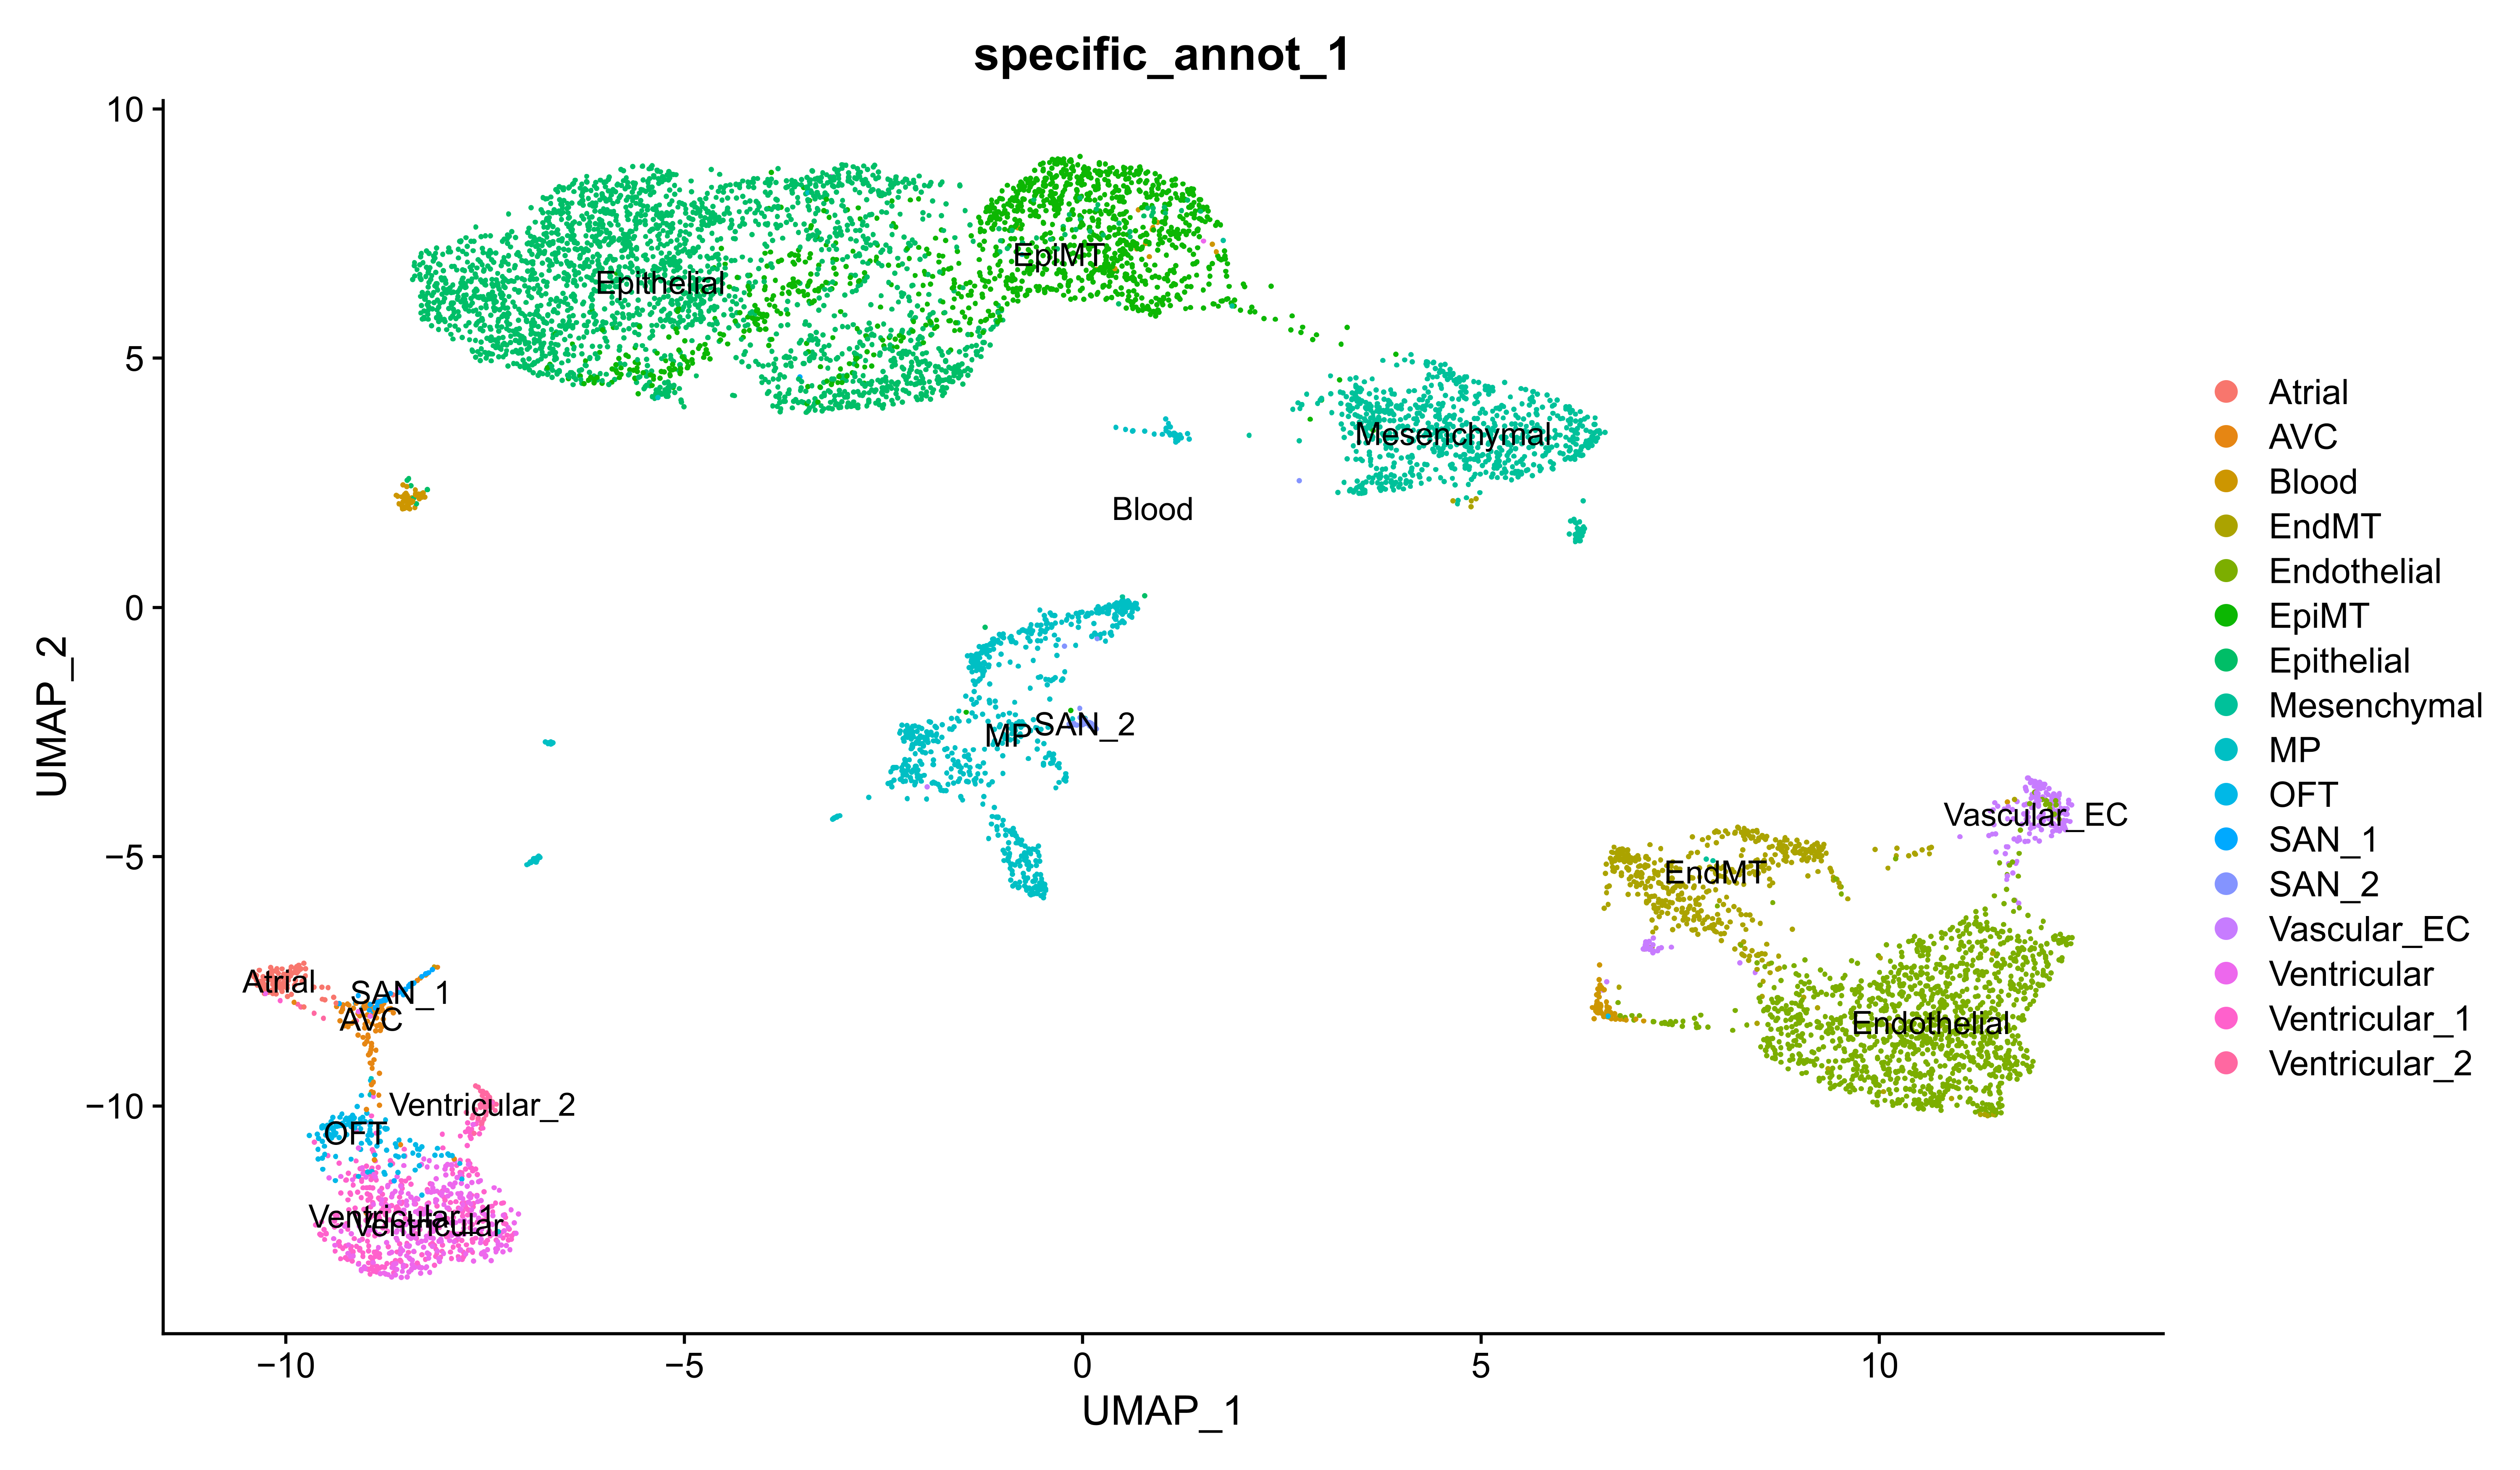 specific_annot_1
10
5
0
−5
−10
UMAP_2
Epithelial
EpiMT
Mesenchymal
Blood
MP
SAN_2
Vascular_EC
EndMT
Endothelial
Atrial
SAN_1
AVC
Ventricular_2
OFT
Ventricular_1
Ventricular
−10
−5
0
5
10
UMAP_1
Atrial
AVC
Blood
EndMT
Endothelial
EpiMT
Epithelial
Mesenchymal
MP
OFT
SAN_1
SAN_2
Vascular_EC
Ventricular
Ventricular_1
Ventricular_2